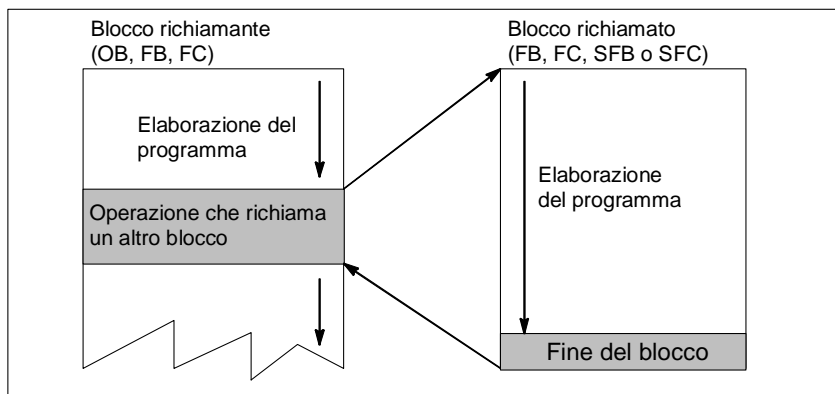 Blocco richiamante
(OB, FB, FC)
Elaborazione del
programma
Operazione che richiama
un altro blocco
Blocco richiamato
(FB, FC, SFB o SFC)
Elaborazione
del programma
Fine del blocco